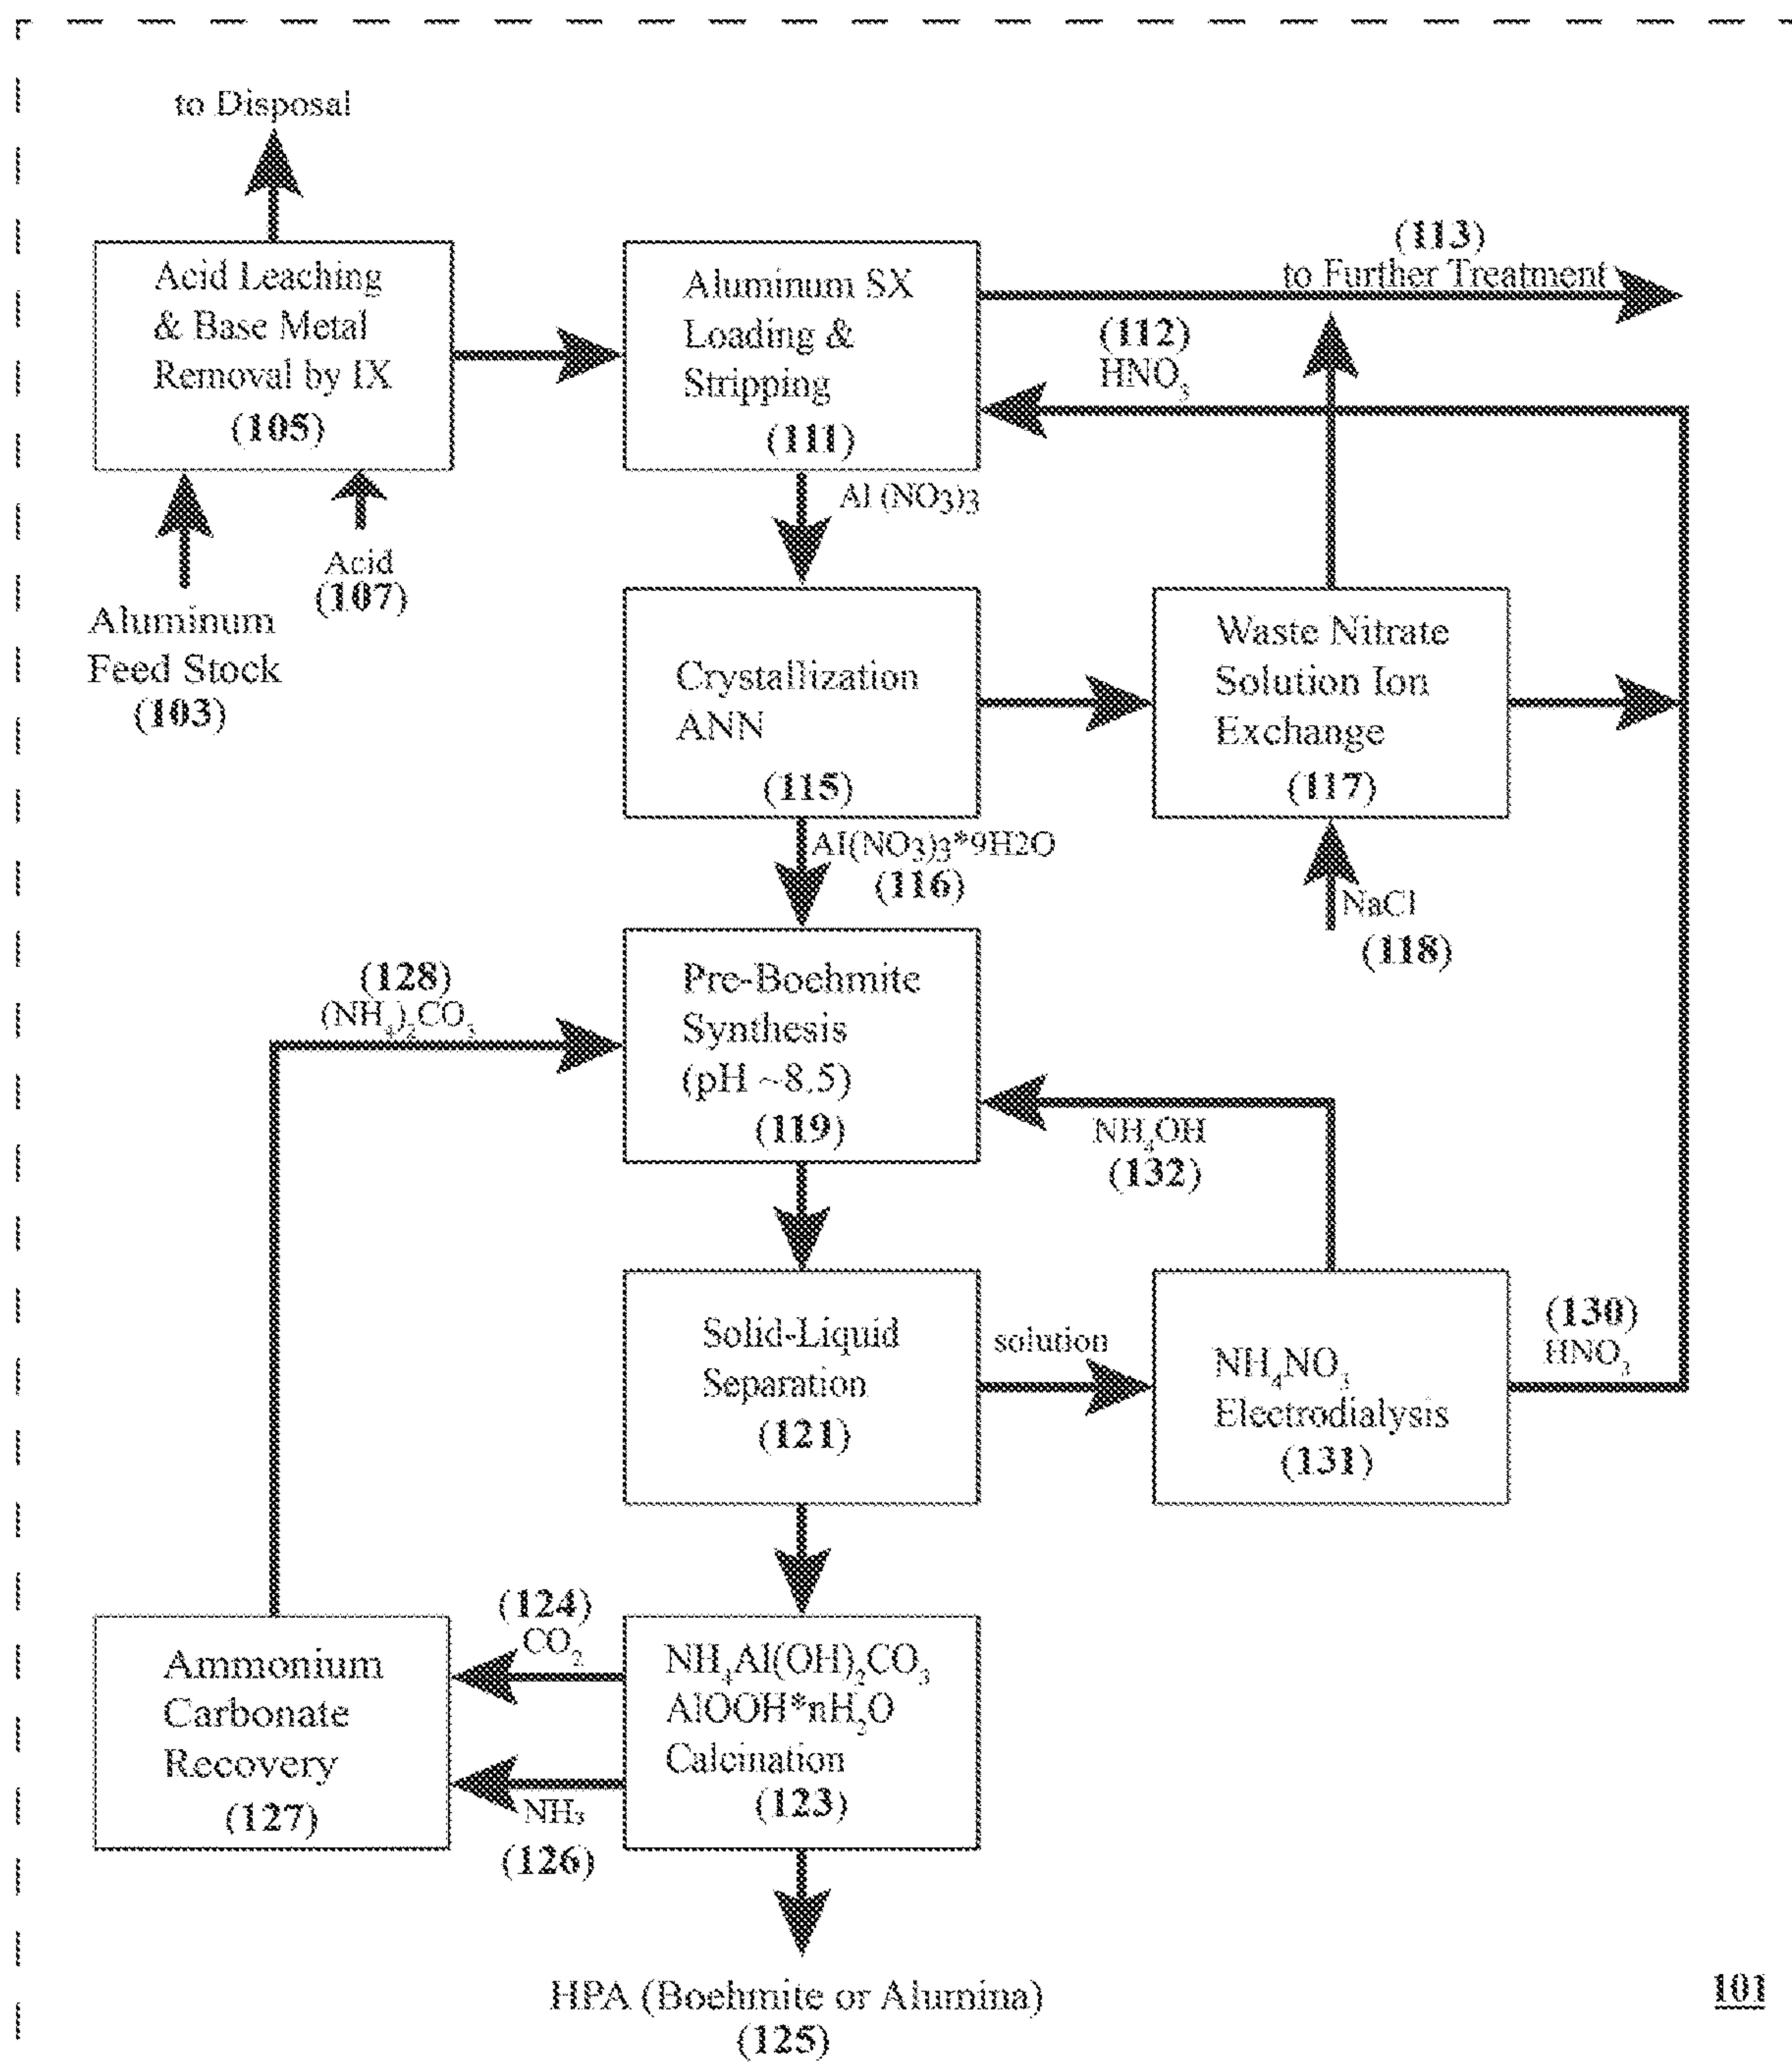 to Disposal
Acid Leaching
& Base Metal
Removal by IX
(105)
Aluminum SX
Loading &
Stripping
(111)
(113)
to Further Treatment
(112)
HNO₃
Acid
(107)
Aluminum
Feed Stock
(103)
Al (NO₃)₃
Crystallization
ANN
(115)
Waste Nitrate
Solution Ion
Exchange
(117)
Al(NO₃)₃*9H2O
(116)
NaCl
(118)
(128)
(NH₄)₂CO₃
Pre-Boehmite
Synthesis
(pH ~8.5)
(119)
NH₄OH
(132)
Solid-Liquid
Separation
(121)
solution
NH₄NO₃
Electrodialysis
(131)
(130)
HNO₃
(124)
CO₂
NH₃
(126)
Ammonium
Carbonate
Recovery
(127)
NH₄Al(OH)₂CO₃
AlOOH*nH₂O
Calcination
(123)
HPA (Boehmite or Alumina)
(125)
101